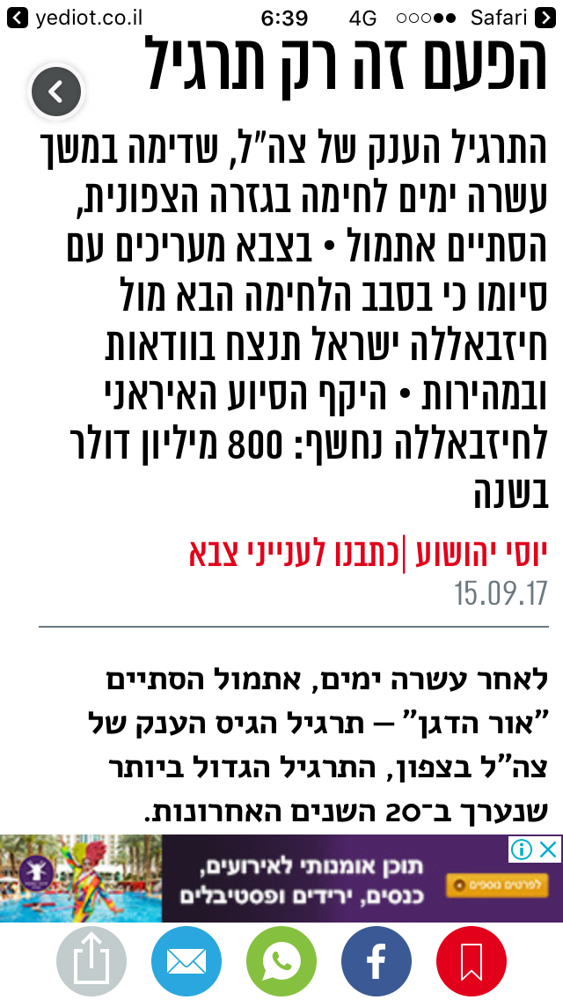 yediot.co.il 6:39 4G Safari
הפעם זה רק תרגיל
התרגיל הענק של צה"ל, שדימה במשך
עשרה ימים לחימה בגזרה הצפונית,
הסתיים אתמול • בצבא מעריכים עם
סיומו כי בסבב הלחימה הבא מול
חיזבאללה ישראל תנצח בוודאות
ובמהירות • היקף הסיוע האיראני
לחיזבאללה נחשף: 800 מיליון דולר
בשנה
יוסי יהושוע |כתבנו לענייני צבא
15.09.17
לאחר עשרה ימים, אתמול הסתיים
"אור הדגן" – תרגיל הגיס הענק של
צה"ל בצפון, התרגיל הגדול ביותר
שנערך ב־20 השנים האחרונות.
תוכן אומנותי לאירועים,
כנסים, ירידים ופסטיבלים
לפרטים נוספים